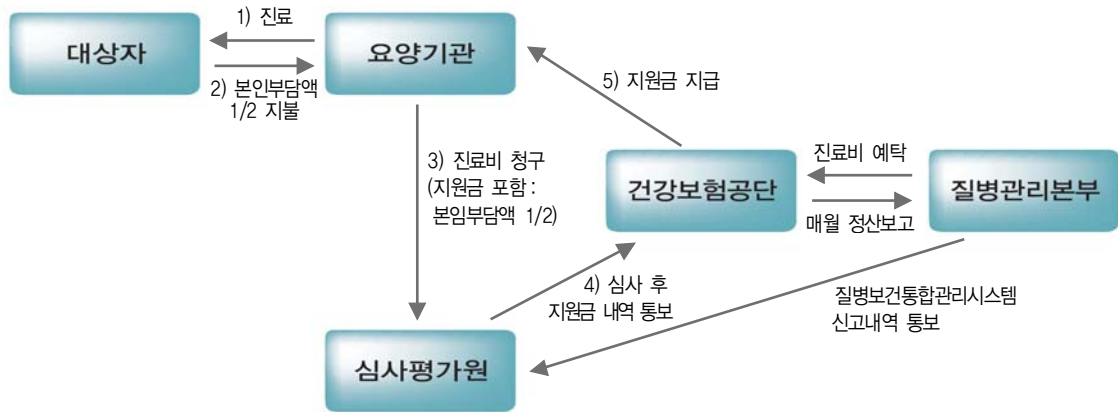 1) 진료
대상자
요양기관
2) 본인부담액
1/2 지불
5) 지원금 지급
3) 진료비 청구
(지원금 포함 :
본임부담액 1/2)
진료비 예탁
건강보험공단
질병관리본부
매월 정산보고
4) 심사 후
지원금 내역 통보
질병보건통합관리시스템
신고내역 통보
심사평가원